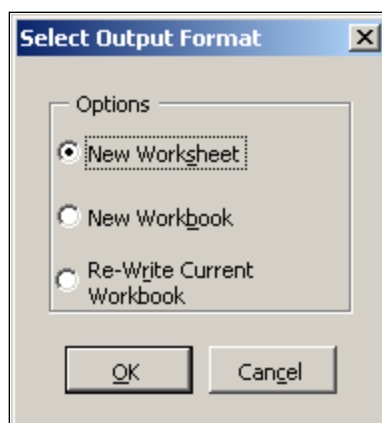 Select Output Format
Options
New Worksheet
New Workbook
Re-Write Current
Workbook
OK
Cancel